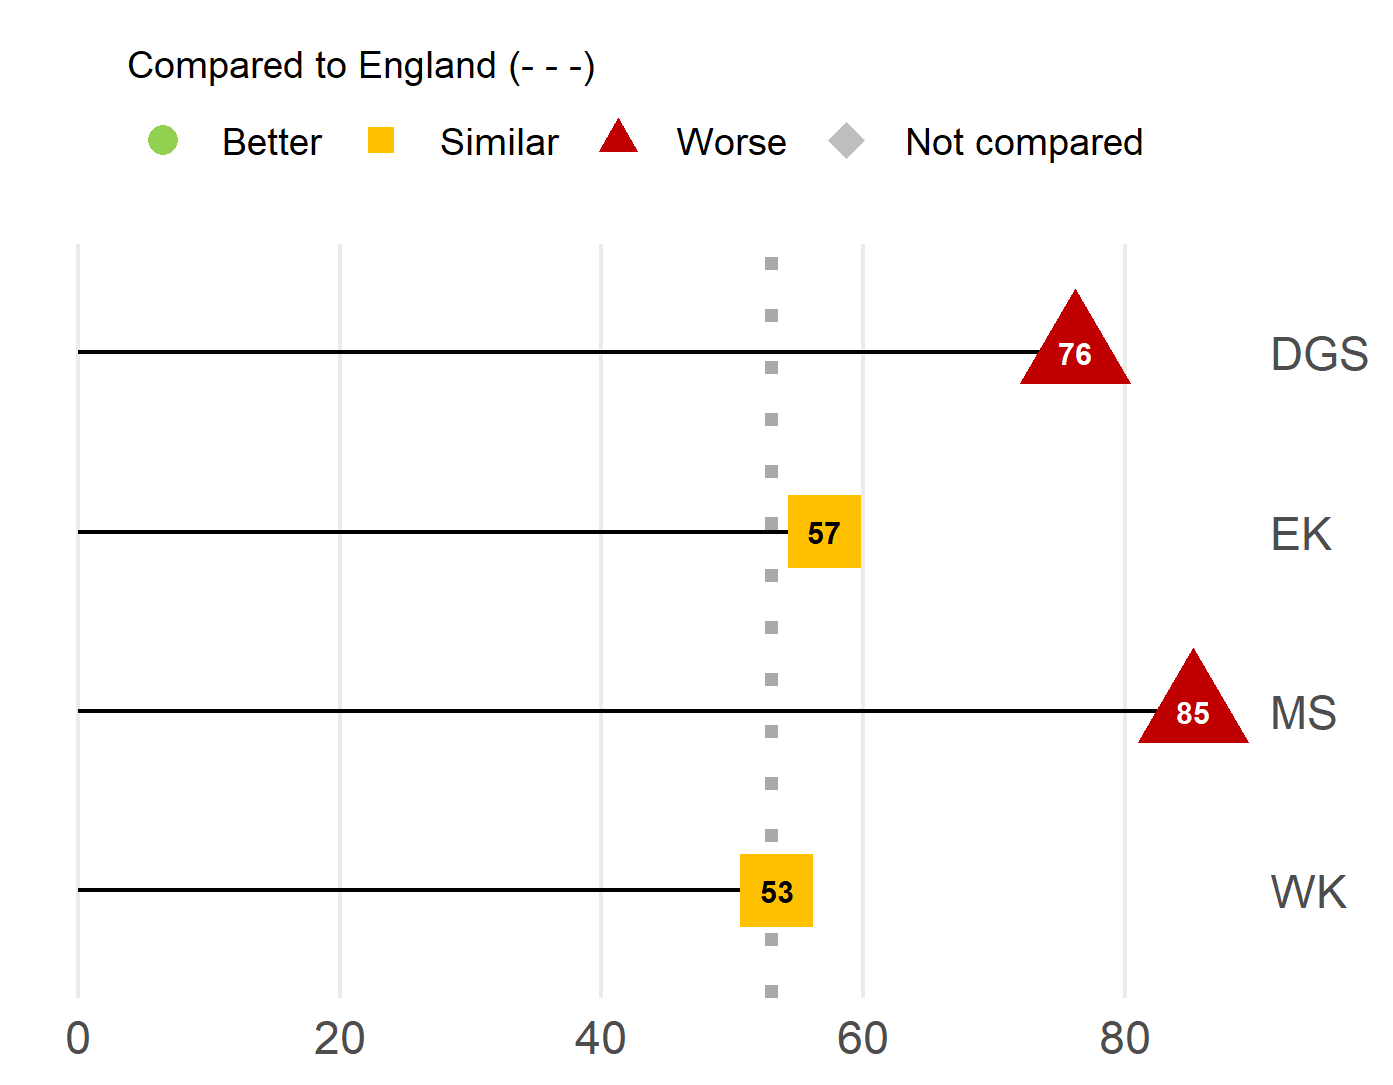 Compared to England (- - -)
Better Similar Worse Not compared
76 DGS
57 EK
85 MS
53 WK
0 20 40 60 80